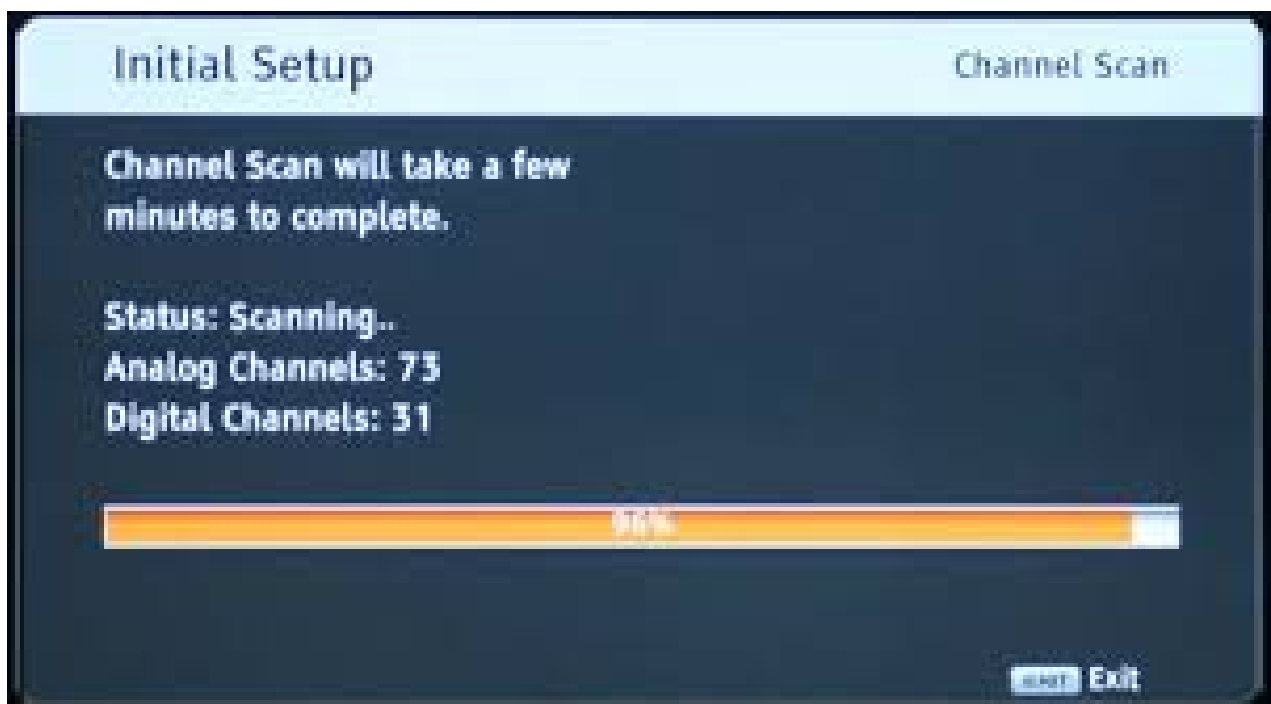 Initial Setup
Channel Scan
Channel Scan will take a few
minutes to complete.
Status: Scanning..
Analog Channels: 73
Digital Channels: 31
96%
Exit